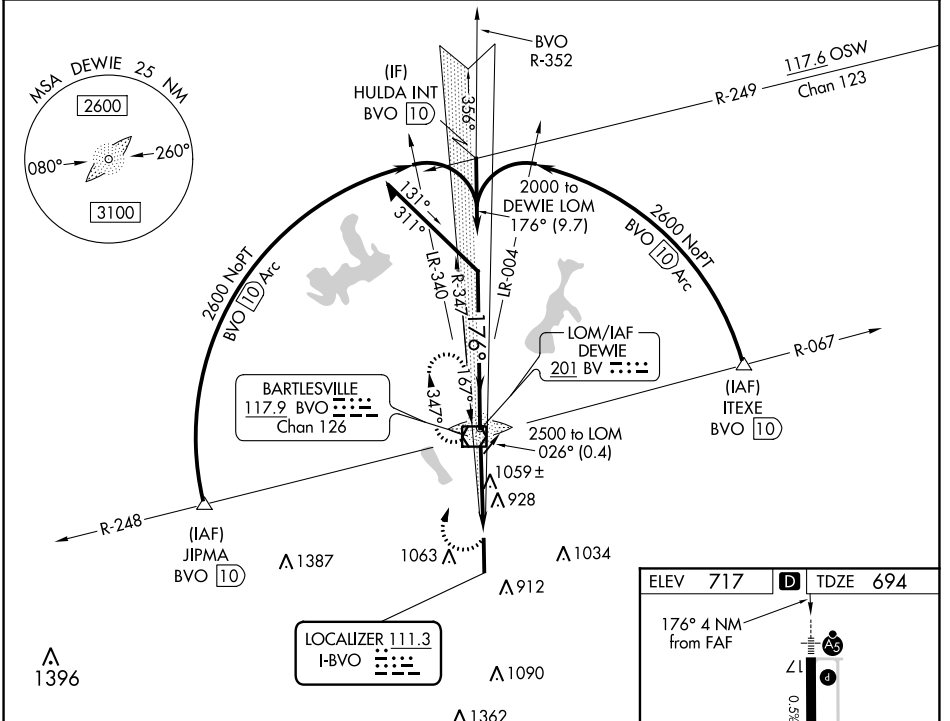 MSA DEWIE 25 NM
2600
080°
260°
3100
BVO
R-352
(IF)
HULDA INT
BVO 10
356°
117.6 OSW
Chan 123
R-249
2000 to
DEWIE LOM
176° (9.7)
131°
311°
LR-340
R-347
LR-004
2600 NoPT
BVO 10 Arc
2600 NoPT
BVO 10 Arc
176°
LOM/IAF
DEWIE
201 BV
R-067
(IAF)
ITEXE
BVO 10
BARTLESVILLE
117.9 BVO
Chan 126
347°
167°
2500 to LOM
026° (0.4)
1059 ±
928
R-248
(IAF)
JIPMA
BVO 10
1387
1063
1034
912
LOCALIZER 111.3
I-BVO
1396
1090
1362
ELEV 717 D TDZE 694
176° 4 NM
from FAF
A5
17
P
0.5%